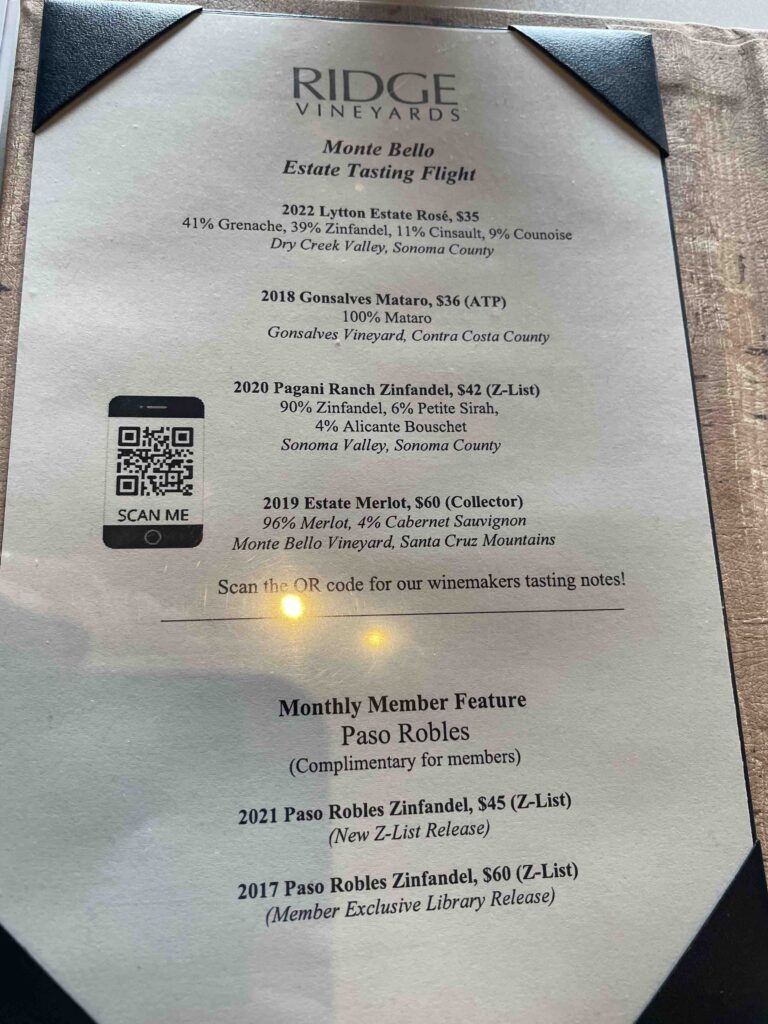 RIDGE
VINEYARDS
Monte Bello
Estate Tasting Flight
2022 Lytton Estate Rosé, $35
41% Grenache, 39% Zinfandel, 11% Cinsault, 9% Counoise
Dry Creek Valley, Sonoma County
2018 Gonsalves Mataro, $36 (ATP)
100% Mataro
Gonsalves Vineyard, Contra Costa County
2020 Pagani Ranch Zinfandel, $42 (Z-List)
90% Zinfandel, 6% Petite Sirah,
4% Alicante Bouschet
Sonoma Valley, Sonoma County
SCAN ME
2019 Estate Merlot, $60 (Collector)
96% Merlot, 4% Cabernet Sauvignon
Monte Bello Vineyard, Santa Cruz Mountains
Scan the QR code for our winemakers tasting notes!
Monthly Member Feature
Paso Robles
(Complimentary for members)
2021 Paso Robles Zinfandel, $45 (Z-List)
(New Z-List Release)
2017 Paso Robles Zinfandel, $60 (Z-List)
(Member Exclusive Library Release)